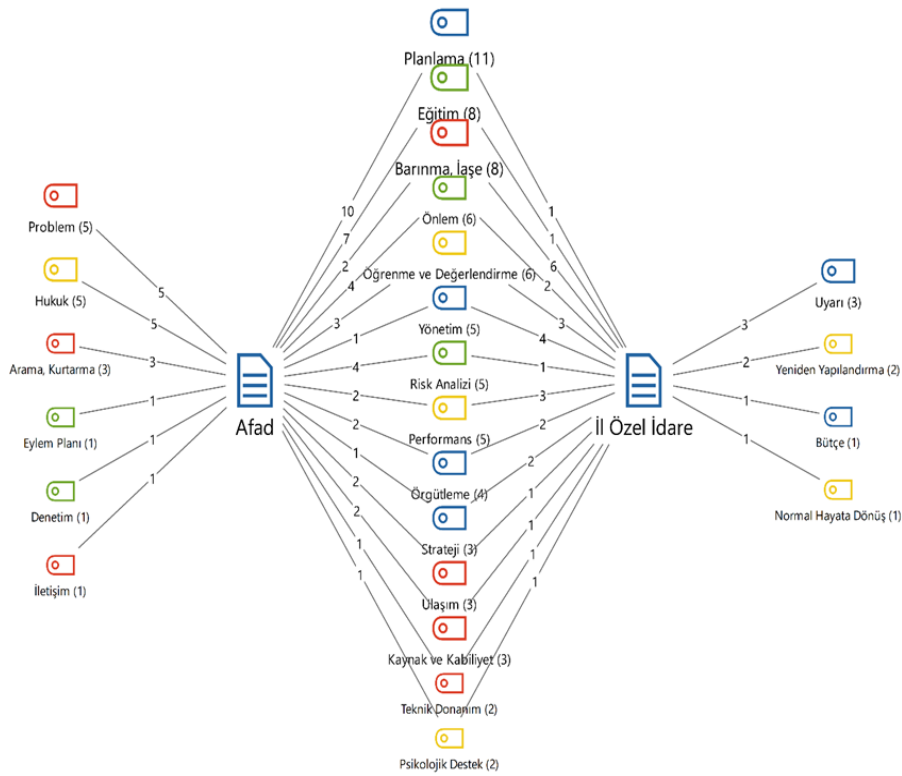 Planlama (11)
Eğitim (8)
Barınma, İaşe (8)
Önlem (6)
Öğrenme ve Değerlendirme (6)
Yönetim (5)
Risk Analizi (5)
Performans (5)
Örgütleme (4)
Strateji (3)
Ulaşım (3)
Kaynak ve Kabiliyet (3)
Teknik Donanım (2)
Psikolojik Destek (2)
Problem (5)
Hukuk (5)
Arama, Kurtarma (3)
Eylem Planı (1)
Denetim (1)
İletişim (1)
5
5
3
1
1
1
Afad
10
7
2
4
3
1
4
2
2
1
2
2
1
1
1
1
6
2
3
4
1
3
2
2
1
1
1
1
İl Özel İdare
3
2
1
1
Uyarı (3)
Yeniden Yapılandırma (2)
Bütçe (1)
Normal Hayata Dönüş (1)